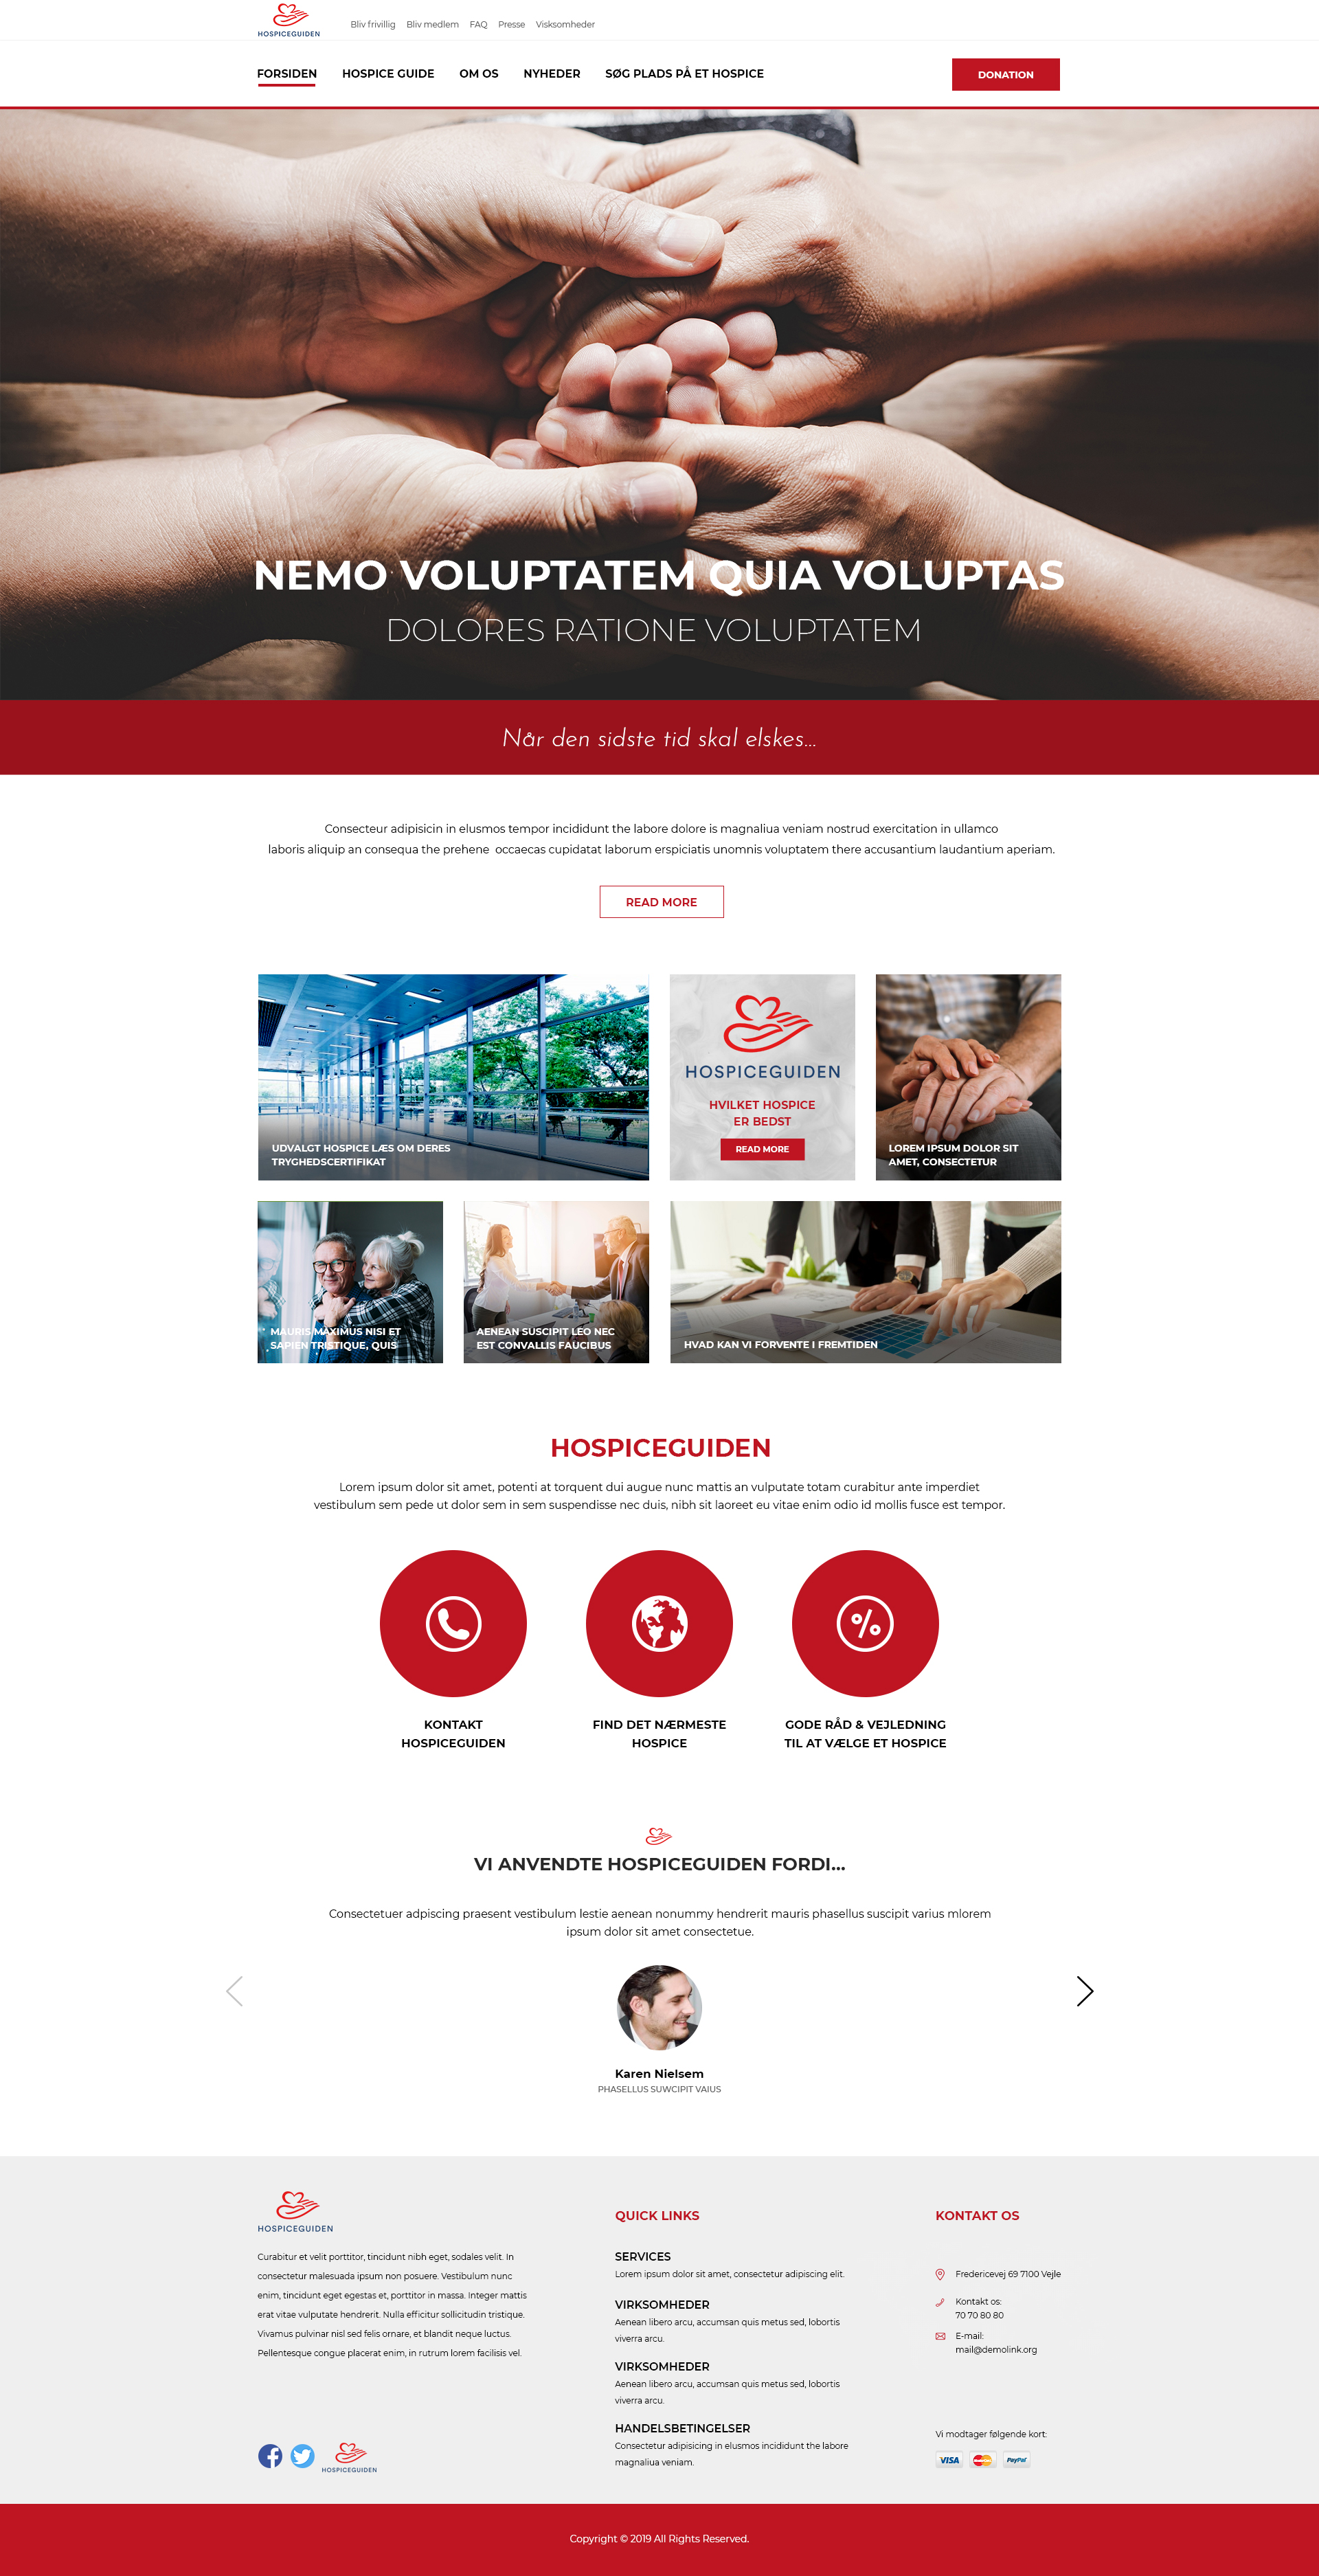 HOSPICEGUIDEN
Bliv frivillig Bliv medlem FAQ Presse Visksomheder
FORSIDEN HOSPICE GUIDE OM OS NYHEDER SØG PLADS PÅ ET HOSPICE DONATION
NEMO VOLUPTATEM QUIA VOLUPTAS
DOLORES RATIONE VOLUPTATEM
Når den sidste tid skal elskes...
Consecteur adipisicin in elusmos tempor incididunt the labore dolore is magnaliua veniam nostrud exercitation in ullamco
laboris aliquip an consequa the prehene occaecas cupidatat laborum erspiciatis unomnis voluptatem there accusantium laudantium aperiam.
READ MORE
UDVALGT HOSPICE LÆS OM DERES
TRYGHEDSCERTIFIKAT
HOSPICEGUIDEN
HVILKET HOSPICE
ER BEDST
READ MORE
LOREM IPSUM DOLOR SIT
AMET, CONSECTETUR
MAURIS MAXIMUS NISI ET
SAPIEN TRISTIQUE, QUIS
AENEAN SUSCIPIT LEO NEC
EST CONVALLIS FAUCIBUS
HVAD KAN VI FORVENTE I FREMTIDEN
HOSPICEGUIDEN
Lorem ipsum dolor sit amet, potenti at torquent dui augue nunc mattis an vulputate totam curabitur ante imperdiet
vestibulum sem pede ut dolor sem in sem suspendisse nec duis, nibh sit laoreet eu vitae enim odio id mollis fusce est tempor.
KONTAKT
HOSPICEGUIDEN
FIND DET NÆRMESTE
HOSPICE
GODE RÅD & VEJLEDNING
TIL AT VÆLGE ET HOSPICE
VI ANVENDTE HOSPICEGUIDEN FORDI...
Consectetuer adpiscing praesent vestibulum lestie aenean nonummy hendrerit mauris phasellus suscipit varius mlorem
ipsum dolor sit amet consectetue.
Karen Nielsem
PHASELLUS SUWCIPIT VAIUS
HOSPICEGUIDEN
Curabitur et velit porttitor, tincidunt nibh eget, sodales velit. In
consectetur malesuada ipsum non posuere. Vestibulum nunc
enim, tincidunt eget egestas et, porttitor in massa. Integer mattis
erat vitae vulputate hendrerit. Nulla efficitur sollicitudin tristique.
Vivamus pulvinar nisl sed felis ornare, et blandit neque luctus.
Pellentesque congue placerat enim, in rutrum lorem facilisis vel.
HOSPICEGUIDEN
QUICK LINKS
SERVICES
Lorem ipsum dolor sit amet, consectetur adipiscing elit.
VIRKSOMHEDER
Aenean libero arcu, accumsan quis metus sed, lobortis
viverra arcu.
VIRKSOMHEDER
Aenean libero arcu, accumsan quis metus sed, lobortis
viverra arcu.
HANDELSBETINGELSER
Consectetur adipisicing in elusmos incididunt the labore
magnaliua veniam.
KONTAKT OS
Fredericevej 69 7100 Vejle
Kontakt os:
70 70 80 80
E-mail:
mail@demolink.org
Vi modtager følgende kort:
VISA MasterCard PayPal
Copyright © 2019 All Rights Reserved.